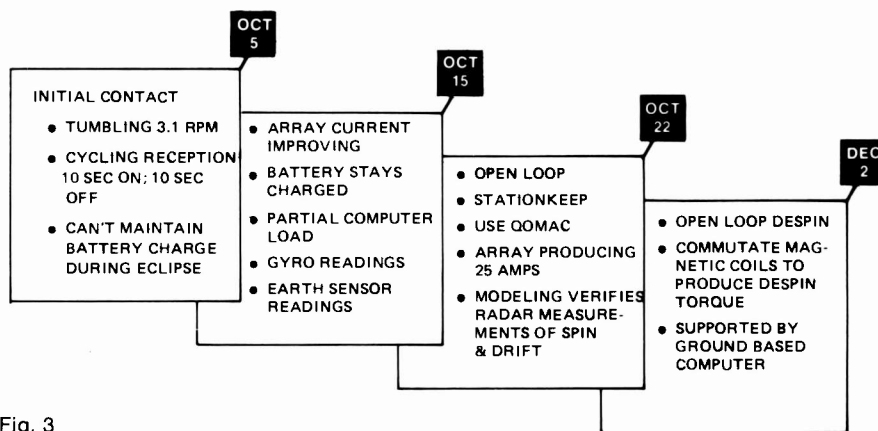 OCT
5
INITIAL CONTACT
• TUMBLING 3.1 RPM
• CYCLING RECEPTION
10 SEC ON; 10 SEC
OFF
• CAN'T MAINTAIN
BATTERY CHARGE
DURING ECLIPSE
OCT
15
• ARRAY CURRENT
IMPROVING
• BATTERY STAYS
CHARGED
• PARTIAL COMPUTER
LOAD
• GYRO READINGS
• EARTH SENSOR
READINGS
OCT
22
• OPEN LOOP
• STATIONKEEP
• USE QOMAC
• ARRAY PRODUCING
25 AMPS
• MODELING VERIFIES
RADAR MEASURE-
MENTS OF SPIN
& DRIFT
DEC
2
• OPEN LOOP DESPIN
• COMMUTATE MAG-
NETIC COILS TO
PRODUCE DESPIN
TORQUE
• SUPPORTED BY
GROUND BASED
COMPUTER
Fig. 3